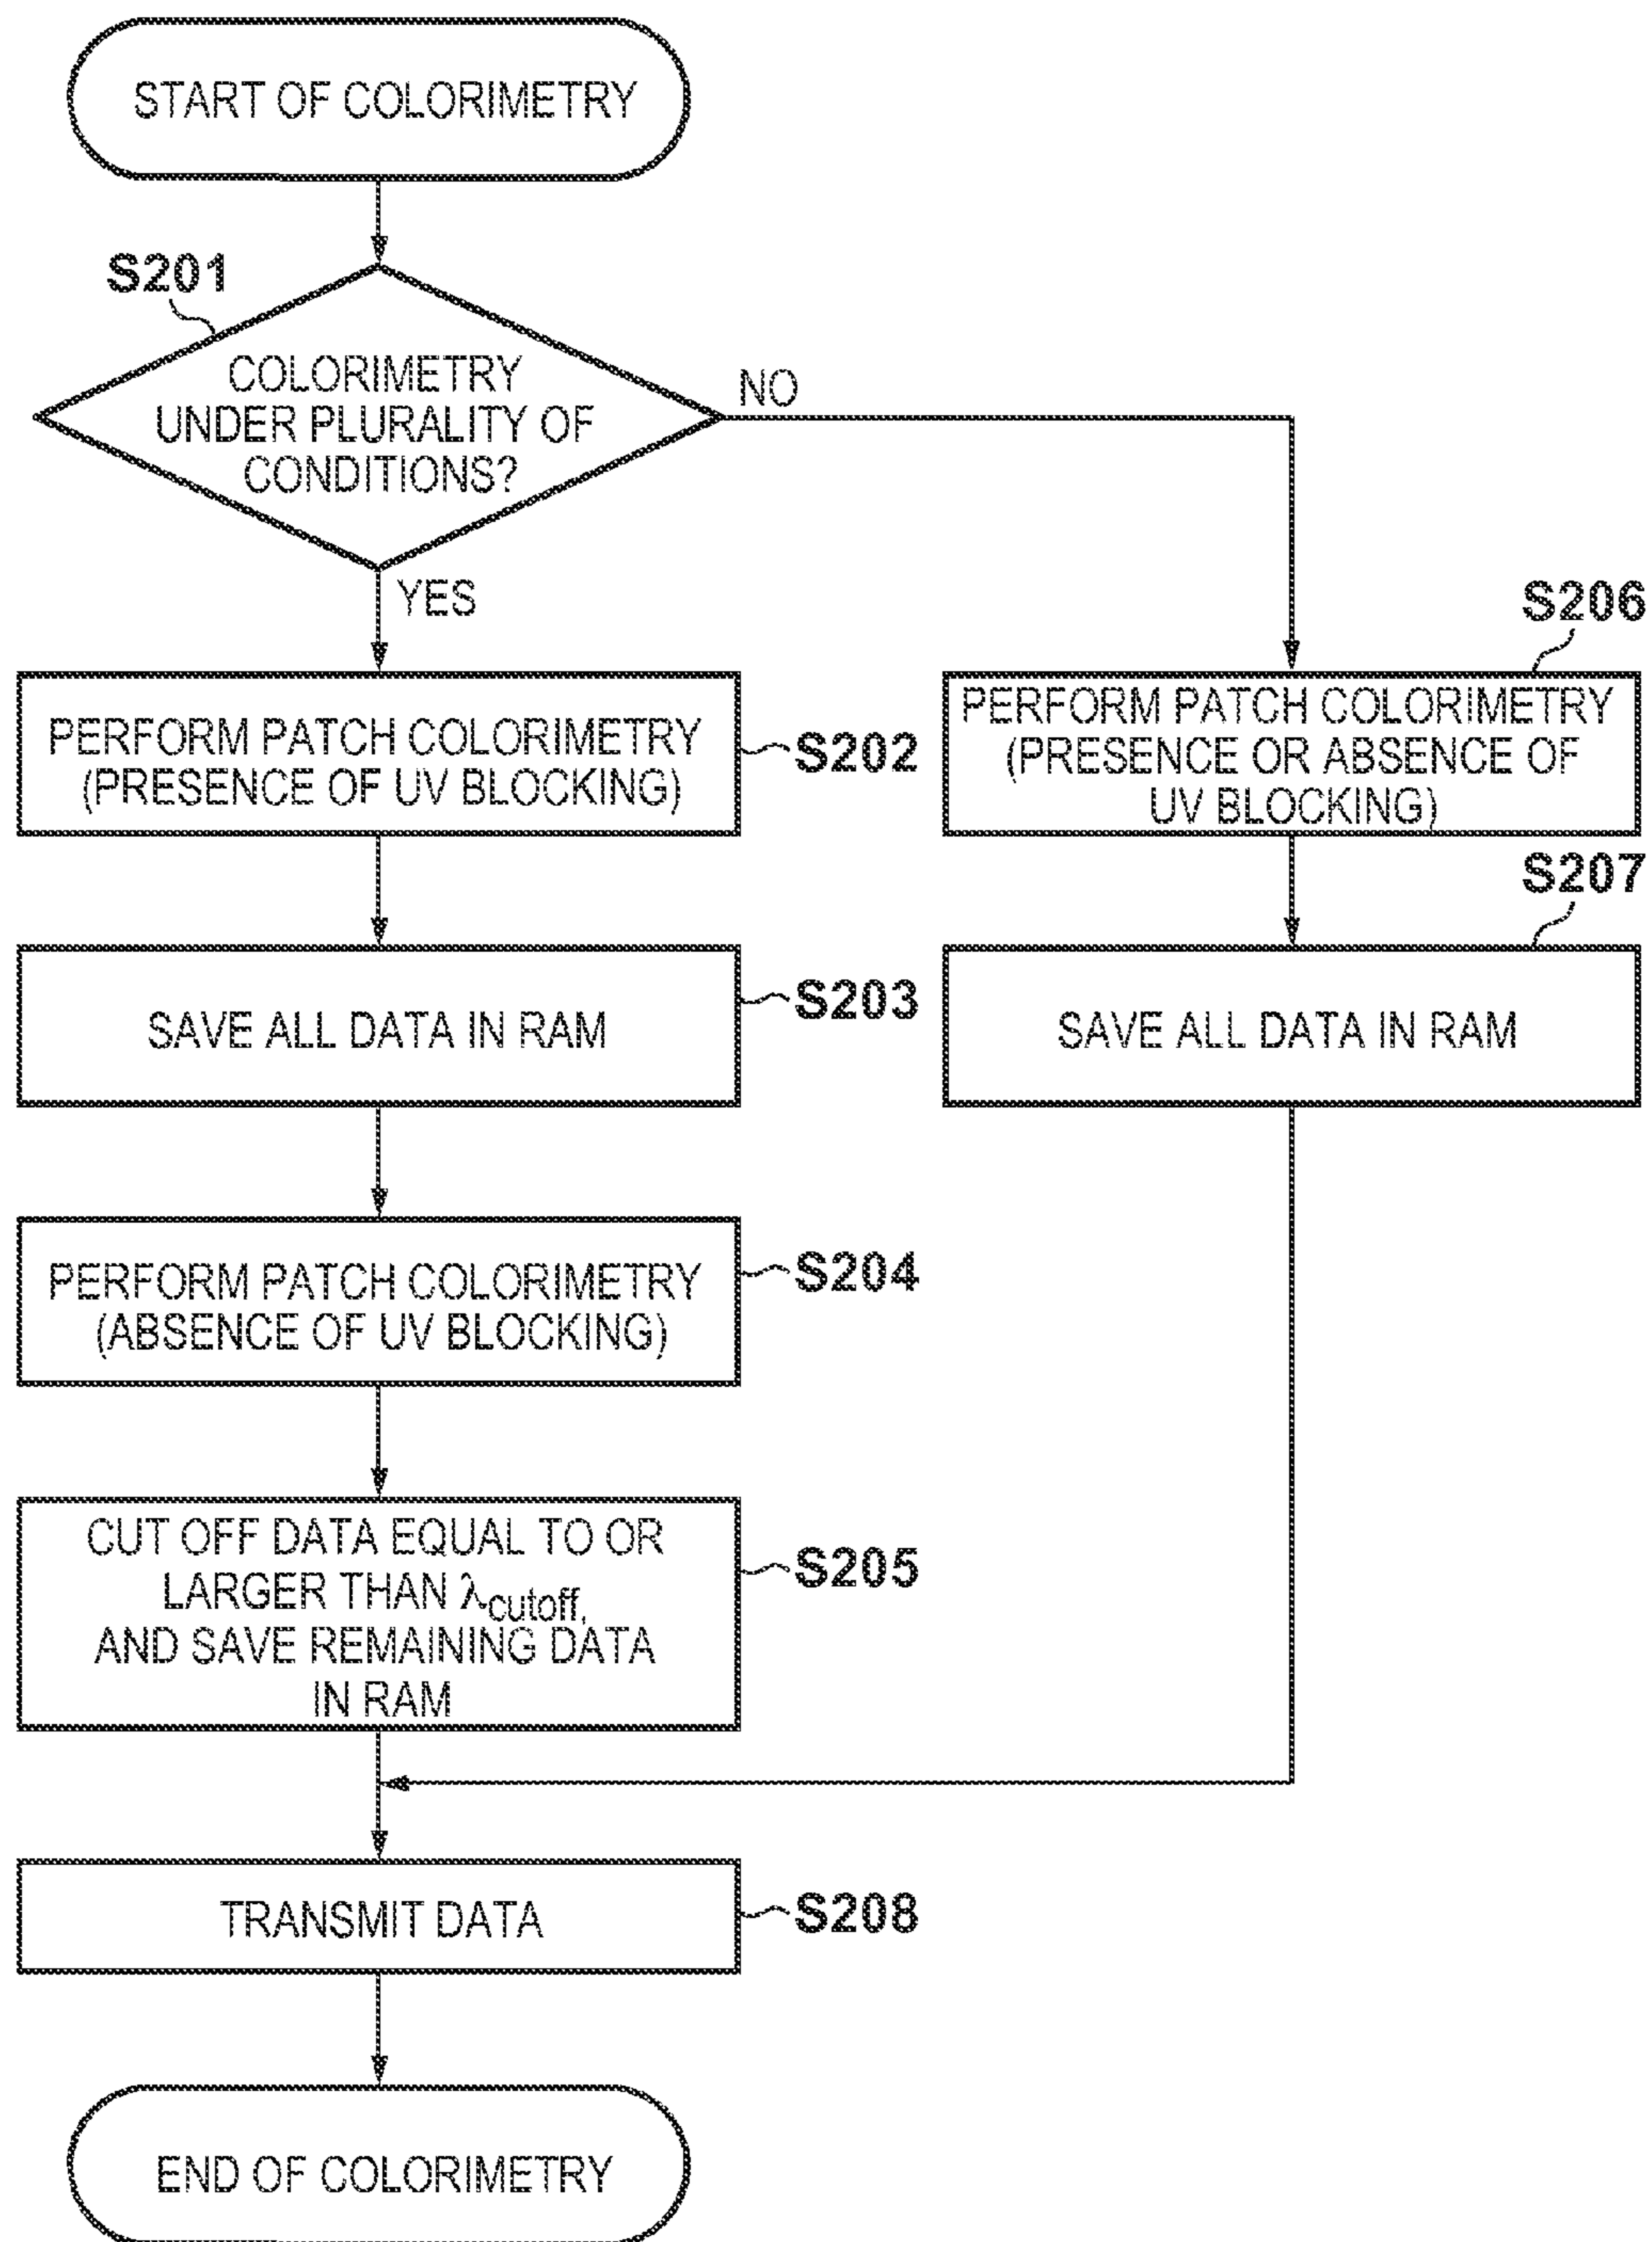 START OF COLORIMETRY
S201
COLORIMETRY
UNDER PLURALITY OF
CONDITIONS?
NO
YES
S206
PERFORM PATCH COLORIMETRY
(PRESENCE OF UV BLOCKING)
S202
PERFORM PATCH COLORIMETRY
(PRESENCE OR ABSENCE OF
UV BLOCKING)
S207
SAVE ALL DATA IN RAM
S203
SAVE ALL DATA IN RAM
PERFORM PATCH COLORIMETRY
(ABSENCE OF UV BLOCKING)
S204
CUT OFF DATA EQUAL TO OR
LARGER THAN λcutoff,
AND SAVE REMAINING DATA
IN RAM
S205
TRANSMIT DATA
S208
END OF COLORIMETRY